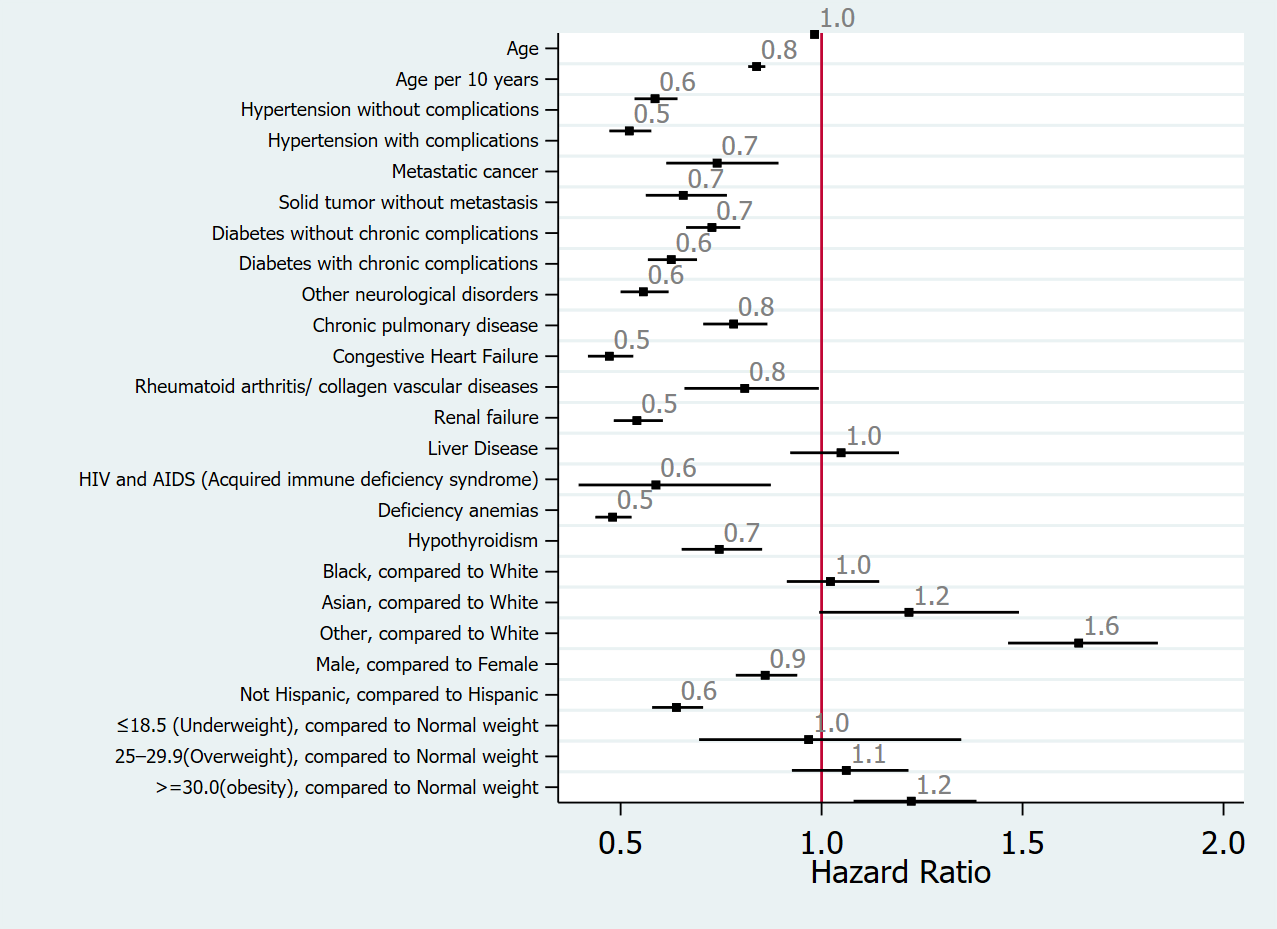 1.0
Age
0.8
Age per 10 years
0.6
Hypertension without complications
0.5
Hypertension with complications
0.7
Metastatic cancer
0.7
Solid tumor without metastasis
0.7
Diabetes without chronic complications
0.6
Diabetes with chronic complications
0.6
Other neurological disorders
0.8
Chronic pulmonary disease
0.5
Congestive Heart Failure
0.8
Rheumatoid arthritis/ collagen vascular diseases
0.5
Renal failure
1.0
Liver Disease
0.6
HIV and AIDS (Acquired immune deficiency syndrome)
0.5
Deficiency anemias
0.7
Hypothyroidism
1.0
Black, compared to White
1.2
Asian, compared to White
1.6
Other, compared to White
0.9
Male, compared to Female
0.6
Not Hispanic, compared to Hispanic
1.0
≤18.5 (Underweight), compared to Normal weight
1.1
25–29.9(Overweight), compared to Normal weight
1.2
>=30.0(obesity), compared to Normal weight
0.5 1.0 1.5 2.0
Hazard Ratio